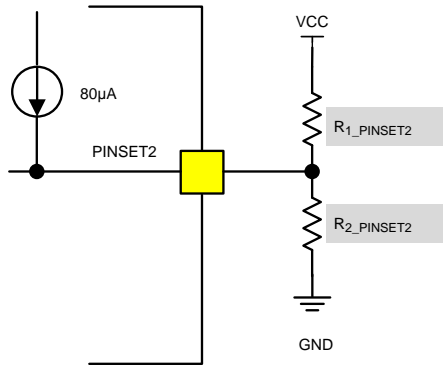 VCC
80µA
R1_PINSET2
PINSET2
R2_PINSET2
GND